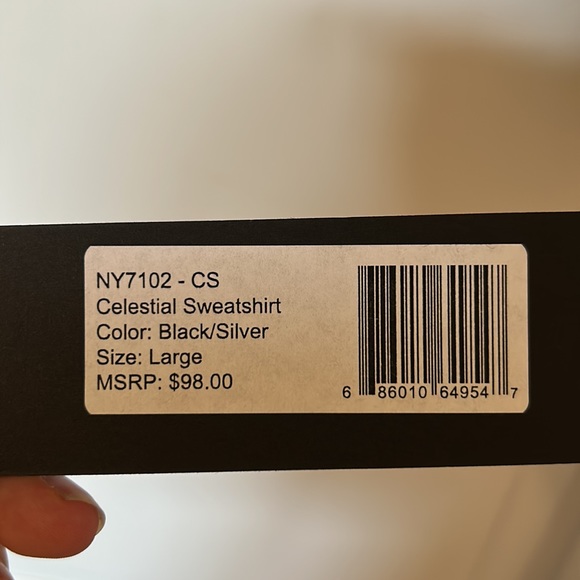 NY7102 - CS
Celestial Sweatshirt
Color: Black/Silver
Size: Large
MSRP: $98.00
6 86010 64954 7